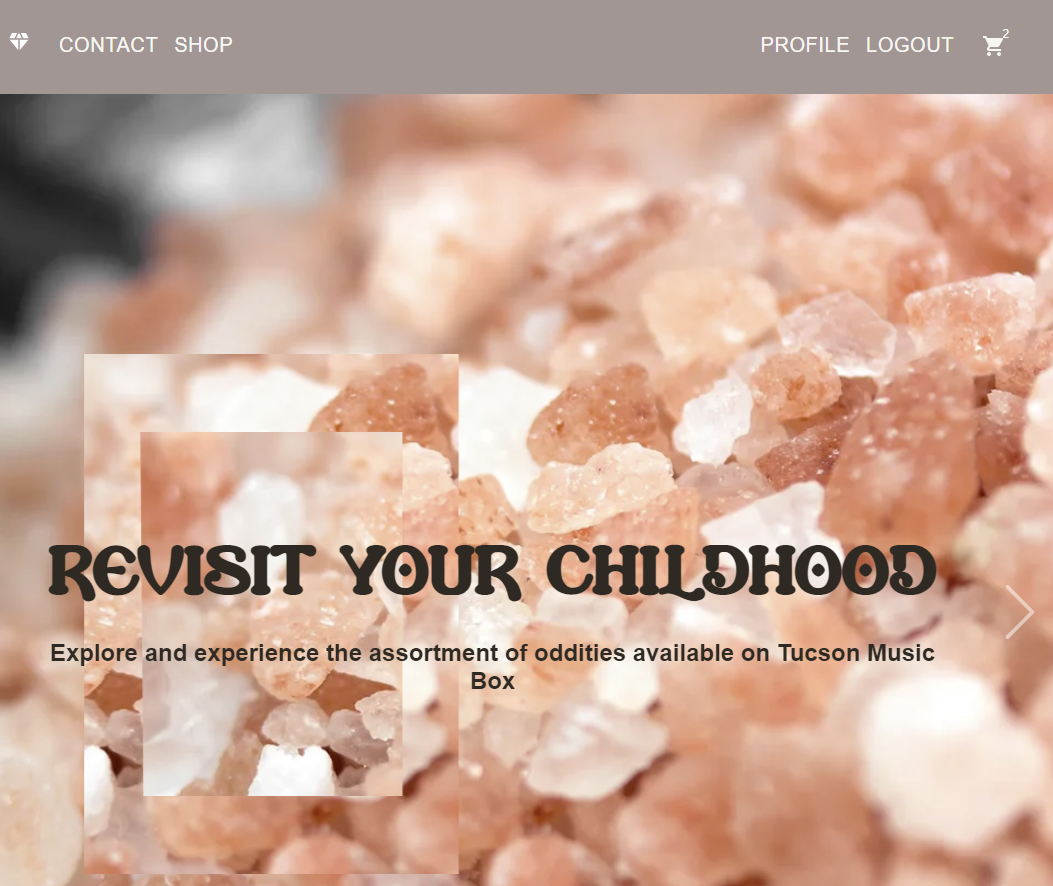 CONTACT SHOP PROFILE LOGOUT 2
REVISIT YOUR CHILDHOOD
Explore and experience the assortment of oddities available on Tucson Music
Box